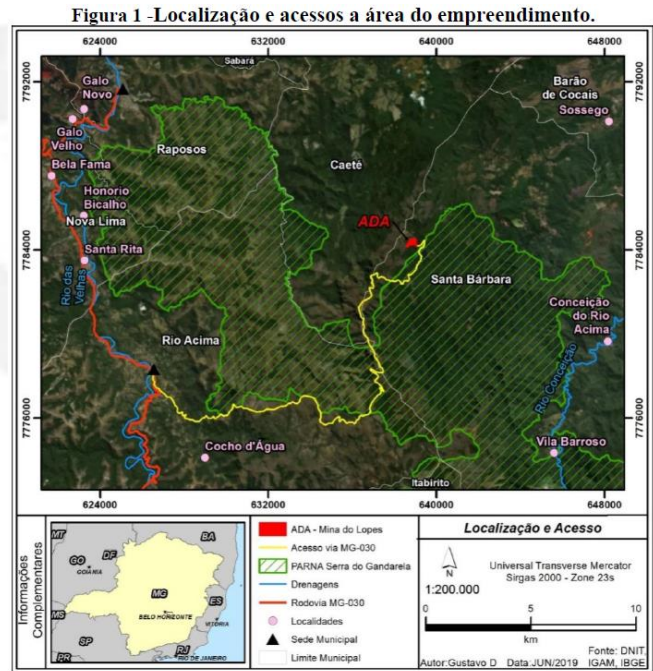 Figura 1 -Localização e acessos a área do empreendimento.
624000 632000 640000 648000
7792000
7792000
Sabará
Galo
Novo
Barão
de Cocais
Sossego
Galo
Velho
Raposos
Bela Fama
Caeté
Honorio
Bicalho
Nova Lima
ADA
7784000
7784000
Santa Rita
Santa Bárbara
Rio das
Velhas
Conceição
do Rio
Acima
Rio Acima
Rio Conceição
7776000
7776000
Cocho d'Água
Vila Barroso
Itabirito
624000 632000 640000 648000
Informações
Complementares
MT
BA
GO
DF
GOIANIA
MG
BELO HORIZONTE
ES
VITÓRIA
MS
SP
RJ
RIO DE JANEIRO
PR
ADA - Mina do Lopes
Acesso via MG-030
PARNA Serra do Gandarela
Drenagens
Rodovia MG-030
Localidades
Sede Municipal
Limite Municipal
Localização e Acesso
N
Universal Transverse Mercator
Sirgas 2000 - Zone 23s
1:200.000
0 5 10
km
Fonte: DNIT,
Autor:Gustavo D Data:JUN/2019 IGAM, IBGE